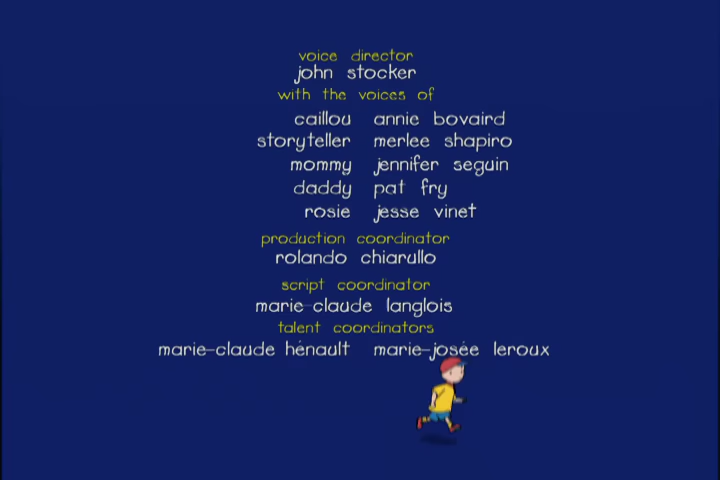 voice director
john stocker
with the voices of
caillou annie bovaird
storyteller merlee shapiro
mommy jennifer seguin
daddy pat fry
rosie jesse vinet
production coordinator
rolando chiarullo
script coordinator
marie-claude langlois
talent coordinators
marie-claude hénault marie-josée leroux